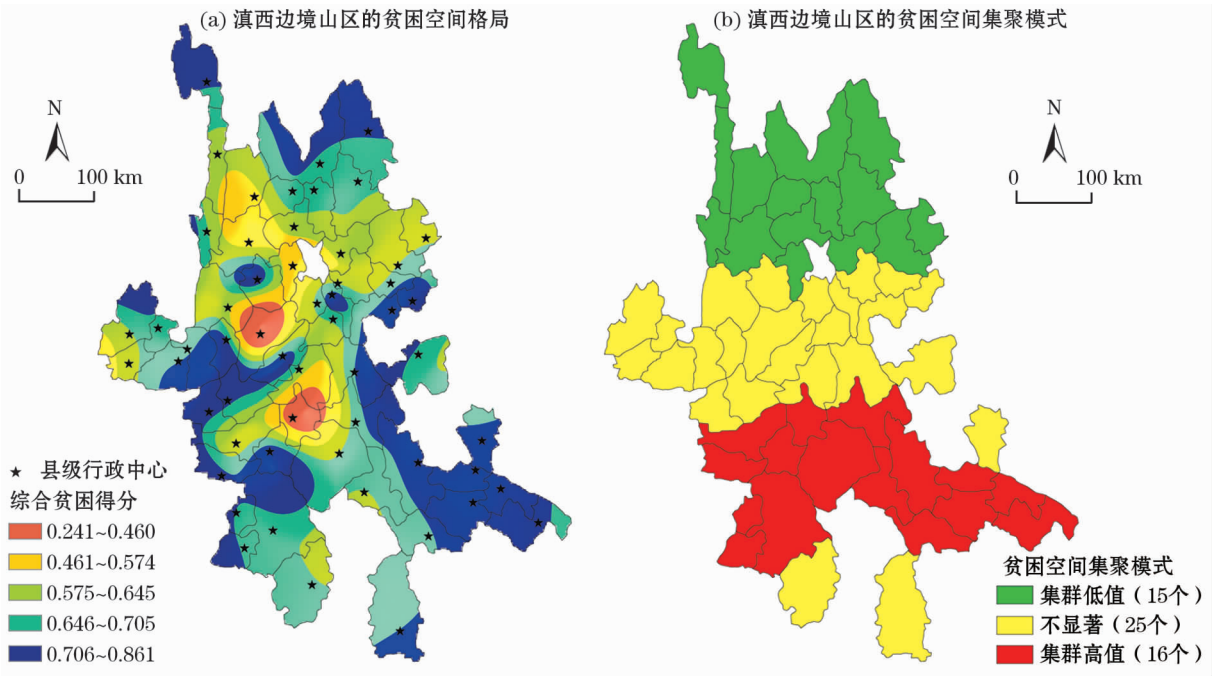 (a) 滇西边境山区的贫困空间格局
N
0 100 km
县级行政中心
综合贫困得分
0.241~0.460
0.461~0.574
0.575~0.645
0.646~0.705
0.706~0.861
(b) 滇西边境山区的贫困空间集聚模式
N
0 100 km
贫困空间集聚模式
集群低值（15个）
不显著（25个）
集群高值（16个）